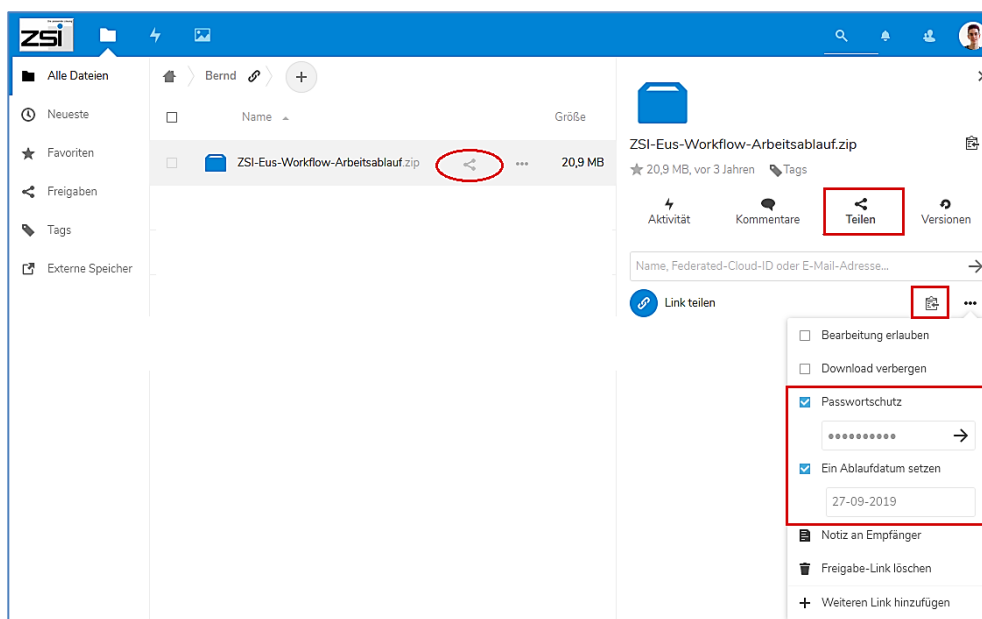 zsi
Alle Dateien
Neueste
Favoriten
Freigaben
Tags
Externe Speicher
Bernd
Name
Größe
ZSI-Eus-Workflow-Arbeitsablauf.zip
20,9 MB
ZSI-Eus-Workflow-Arbeitsablauf.zip
20,9 MB, vor 3 Jahren Tags
Aktivität Kommentare Teilen Versionen
Name, Federated-Cloud-ID oder E-Mail-Adresse...
Link teilen
Bearbeitung erlauben
Download verbergen
Passwortschutz
Ein Ablaufdatum setzen
27-09-2019
Notiz an Empfänger
Freigabe-Link löschen
Weiteren Link hinzufügen